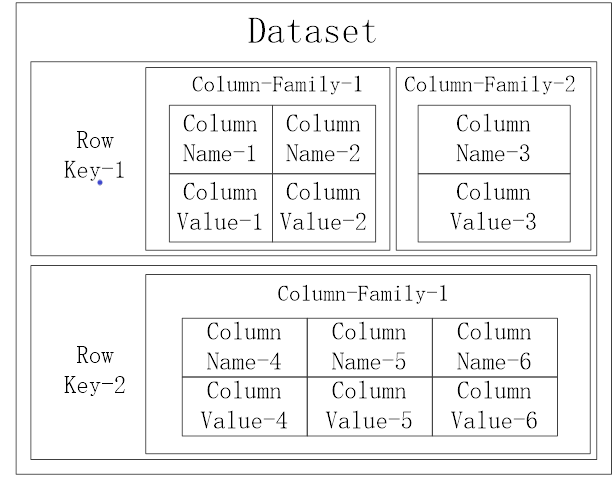 Dataset
Column-Family-1
Column-Family-2
Row
Key-1
Column
Name-1
Column
Name-2
Column
Name-3
Column
Value-1
Column
Value-2
Column
Value-3
Column-Family-1
Row
Key-2
Column
Name-4
Column
Name-5
Column
Name-6
Column
Value-4
Column
Value-5
Column
Value-6